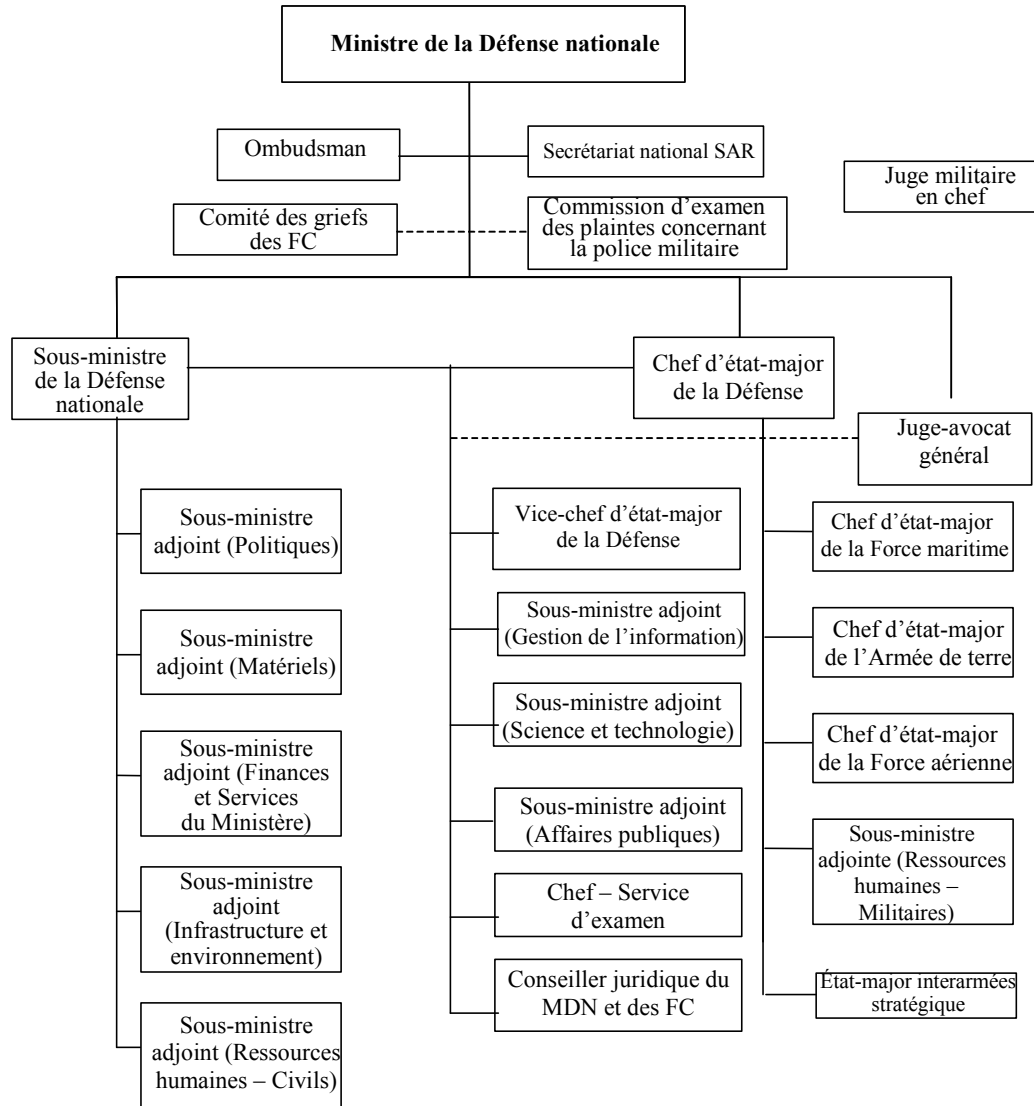 Ministre de la Défense nationale
Ombudsman
Secrétariat national SAR
Juge militaire
en chef
Comité des griefs
des FC
Commission d’examen
des plaintes concernant
la police militaire
Sous-ministre
de la Défense
nationale
Chef d’état-major
de la Défense
Juge-avocat
général
Sous-ministre
adjoint (Politiques)
Sous-ministre
adjoint (Matériels)
Sous-ministre
adjoint (Finances
et Services
du Ministère)
Sous-ministre
adjoint
(Infrastructure et
environnement)
Sous-ministre
adjoint (Ressources
humaines – Civils)
Vice-chef d’état-major
de la Défense
Sous-ministre adjoint
(Gestion de l’information)
Sous-ministre adjoint
(Science et technologie)
Sous-ministre adjoint
(Affaires publiques)
Chef – Service
d’examen
Conseiller juridique du
MDN et des FC
Chef d’état-major
de la Force maritime
Chef d’état-major
de l’Armée de terre
Chef d’état-major
de la Force aérienne
Sous-ministre
adjointe (Ressources
humaines –
Militaires)
État-major interarmées
stratégique